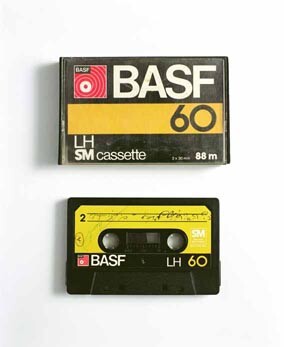 BASF
BASF
60
LH
SM cassette
2 x 30 min
88 m
2
SM
BASF
LH 60